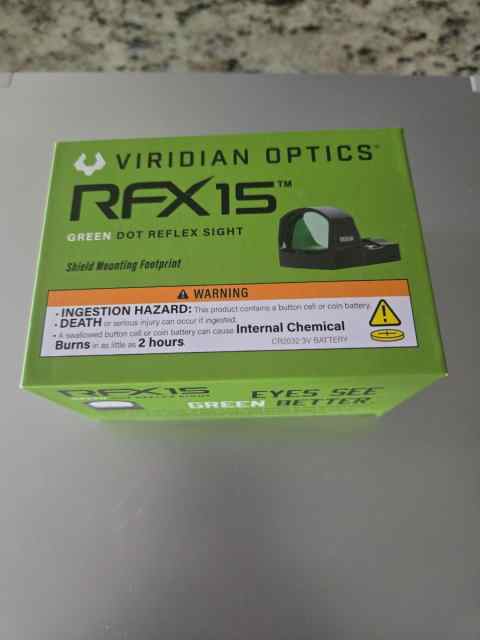 VIRIDIAN OPTICS®
RFX15™
GREEN DOT REFLEX SIGHT
Shield Mounting Footprint
WARNING
• INGESTION HAZARD: This product contains a button cell or coin battery.
• DEATH or serious injury can occur if ingested.
• A swallowed button cell or coin battery can cause Internal Chemical
Burns in as little as 2 hours.
CR2032 3V BATTERY
RFX15
EYES SEE
GREEN BETTER